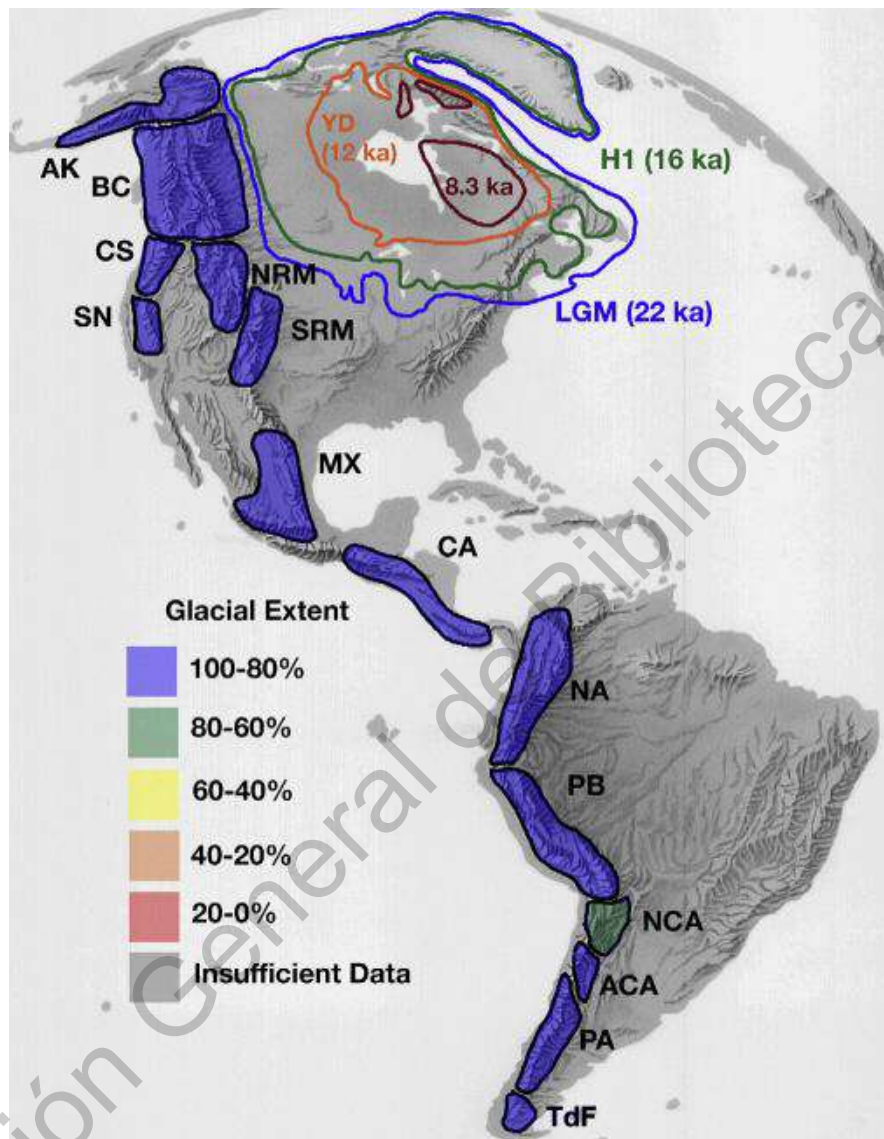 YD
(12 ka)
H1 (16 ka)
8.3 ka
AK
BC
CS
NRM
LGM (22 ka)
SN
SRM
MX
CA
Glacial Extent
100-80%
80-60%
60-40%
40-20%
20-0%
Insufficient Data
NA
PB
NCA
ACA
PA
TdF
ión General de Biblioteca